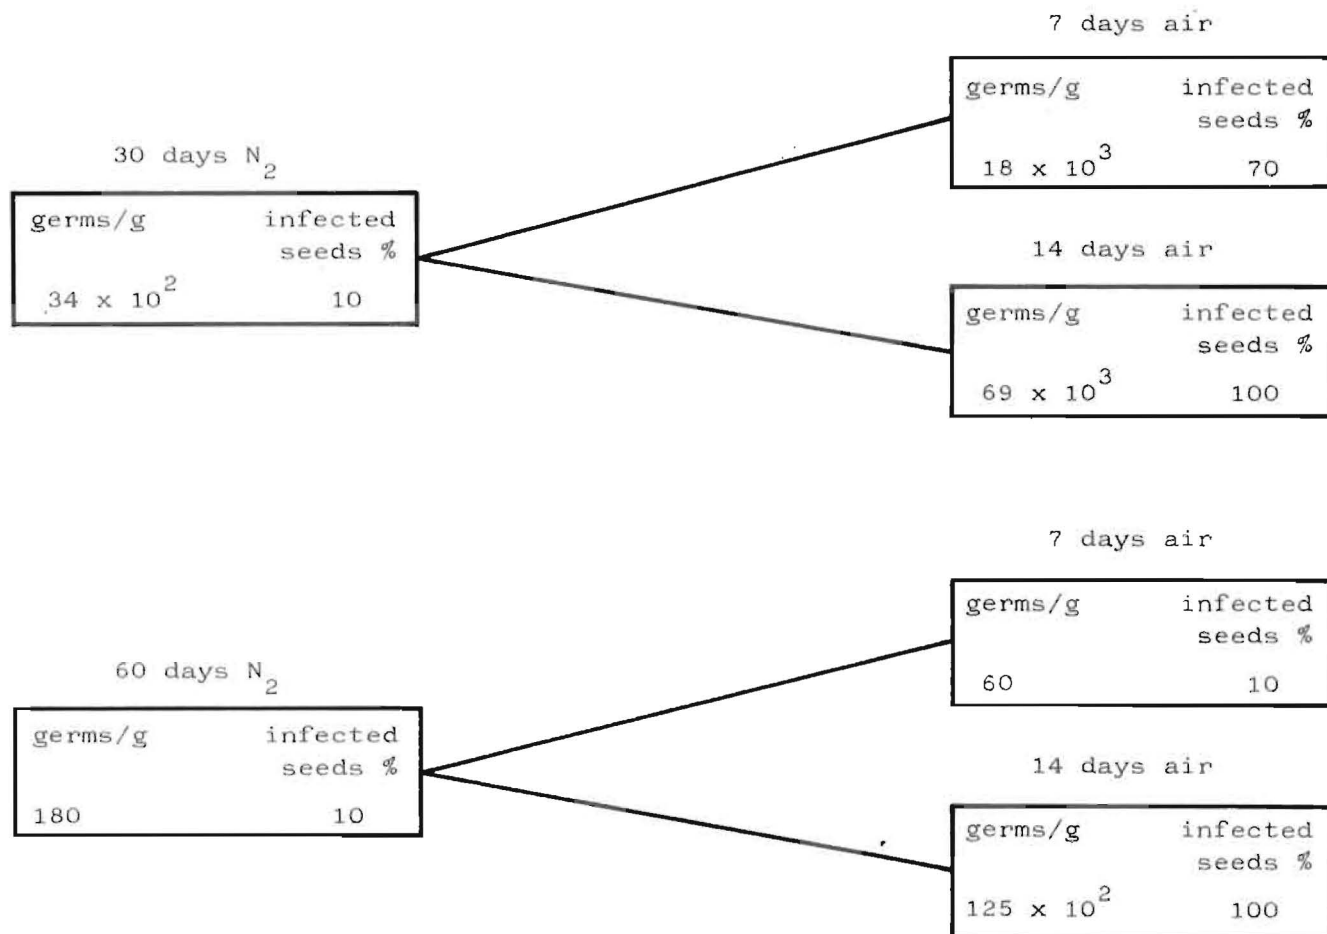 7 days air
germs/g infected
seeds %
18 x 10^3 70
30 days N_2
germs/g infected
seeds %
34 x 10^2 10
14 days air
germs/g infected
seeds %
69 x 10^3 100
7 days air
germs/g infected
seeds %
60 10
60 days N_2
germs/g infected
seeds %
180 10
14 days air
germs/g infected
seeds %
125 x 10^2 100